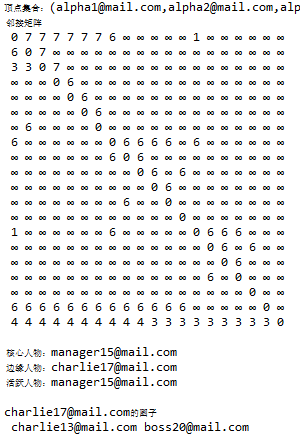 顶点集合：(alpha1@mail.com,alpha2@mail.com,alp
邻接矩阵
0 7 7 7 7 7 7 6 ∞ ∞ ∞ ∞ ∞ 1 ∞ ∞ ∞ ∞ ∞ ∞
6 0 7 ∞ ∞ ∞ ∞ ∞ ∞ ∞ ∞ ∞ ∞ ∞ ∞ ∞ ∞ ∞ ∞ ∞
3 3 0 7 ∞ ∞ ∞ ∞ ∞ ∞ ∞ ∞ ∞ ∞ ∞ ∞ ∞ ∞ ∞ ∞
∞ ∞ ∞ 0 6 ∞ ∞ ∞ ∞ ∞ ∞ ∞ ∞ ∞ ∞ ∞ ∞ ∞ ∞ ∞
∞ ∞ ∞ ∞ 0 6 ∞ ∞ ∞ ∞ ∞ ∞ ∞ ∞ ∞ ∞ ∞ ∞ ∞ ∞
∞ ∞ ∞ ∞ ∞ 0 6 ∞ ∞ ∞ ∞ ∞ ∞ ∞ ∞ ∞ ∞ ∞ ∞ ∞
∞ 6 ∞ ∞ ∞ ∞ 0 ∞ ∞ ∞ ∞ ∞ ∞ ∞ ∞ ∞ ∞ ∞ ∞ ∞
6 ∞ ∞ ∞ ∞ ∞ ∞ 0 6 6 6 6 ∞ 6 ∞ ∞ ∞ ∞ ∞ ∞
∞ ∞ ∞ ∞ ∞ ∞ ∞ 6 0 6 ∞ ∞ ∞ ∞ ∞ ∞ ∞ ∞ ∞ ∞
∞ ∞ ∞ ∞ ∞ ∞ ∞ ∞ ∞ 0 6 ∞ 6 ∞ ∞ ∞ ∞ ∞ ∞ ∞
∞ ∞ ∞ ∞ ∞ ∞ ∞ ∞ ∞ ∞ 0 6 ∞ ∞ ∞ ∞ ∞ ∞ ∞ ∞
∞ ∞ ∞ ∞ ∞ ∞ ∞ ∞ 6 ∞ ∞ 0 ∞ ∞ ∞ ∞ ∞ ∞ ∞ ∞
∞ ∞ ∞ ∞ ∞ ∞ ∞ ∞ ∞ ∞ ∞ ∞ 0 ∞ ∞ ∞ ∞ ∞ ∞ ∞
1 ∞ ∞ ∞ ∞ ∞ ∞ 6 ∞ ∞ ∞ ∞ ∞ 0 6 6 6 ∞ ∞ ∞
∞ ∞ ∞ ∞ ∞ ∞ ∞ ∞ ∞ ∞ ∞ ∞ ∞ ∞ 0 6 ∞ 6 ∞ ∞
∞ ∞ ∞ ∞ ∞ ∞ ∞ ∞ ∞ ∞ ∞ ∞ ∞ ∞ ∞ 0 6 ∞ ∞ ∞
∞ ∞ ∞ ∞ ∞ ∞ ∞ ∞ ∞ ∞ ∞ ∞ ∞ ∞ 6 ∞ 0 ∞ ∞ ∞
∞ ∞ ∞ ∞ ∞ ∞ ∞ ∞ ∞ ∞ ∞ ∞ ∞ ∞ ∞ ∞ ∞ 0 ∞ ∞
6 6 6 6 6 6 6 6 6 6 6 6 6 ∞ ∞ ∞ ∞ ∞ 0 ∞
4 4 4 4 4 4 4 4 4 4 4 3 3 3 3 3 3 3 3 0
核心人物：manager15@mail.com
边缘人物：charlie17@mail.com
活跃人物：manager15@mail.com
charlie17@mail.com的圈子
charlie13@mail.com boss20@mail.com